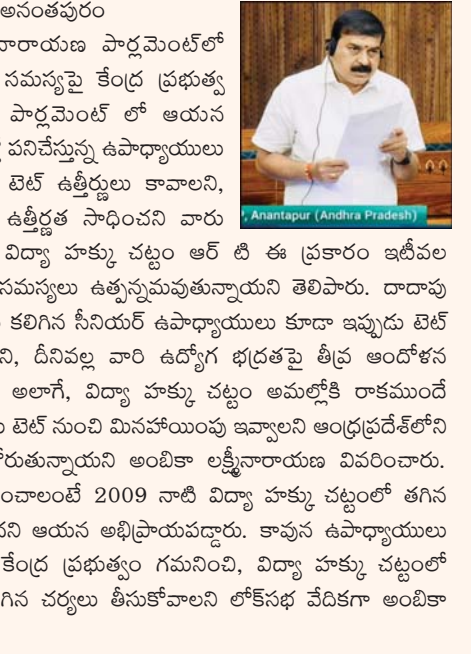 అనంతపురం
నారాయణ పార్లమెంట్‌లో
సమస్యపై కేంద్ర ప్రభుత్వ
పార్లమెంట్ లో ఆయన
పనిచేస్తున్న ఉపాధ్యాయులు
టెట్ ఉత్తీర్ణులు కావాలని,
ఉత్తీర్ణత సాధించని వారు
, Anantapur (Andhra Pradesh)
విద్యా హక్కు చట్టం ఆర్ టి ఈ ప్రకారం ఇటీవల
సమస్యలు ఉత్పన్నమవుతున్నాయని తెలిపారు. దాదాపు
కలిగిన సీనియర్ ఉపాధ్యాయులు కూడా ఇప్పుడు టెట్
ని, దీనివల్ల వారి ఉద్యోగ భద్రతపై తీవ్ర ఆందోళన
అలాగే, విద్యా హక్కు చట్టం అమల్లోకి రాకముందే
టెట్ నుంచి మినహాయింపు ఇవ్వాలని ఆంధ్రప్రదేశ్‌లోని
రుతున్నాయని అంబికా లక్ష్మీనారాయణ వివరించారు.
ంచాలంటే 2009 నాటి విద్యా హక్కు చట్టంలో తగిన
దని ఆయన అభిప్రాయపడ్డారు. కావున ఉపాధ్యాయులు
కేంద్ర ప్రభుత్వం గమనించి, విద్యా హక్కు చట్టంలో
గిన చర్యలు తీసుకోవాలని లోక్‌సభ వేదికగా అంబికా